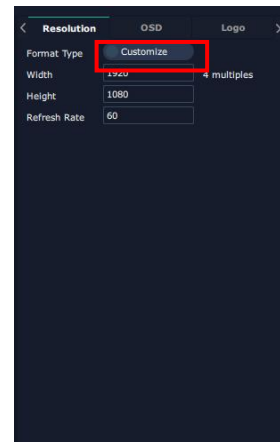 Resolution OSD Logo
Format Type Customize
Width 1920 4 multiples
Height 1080
Refresh Rate 60